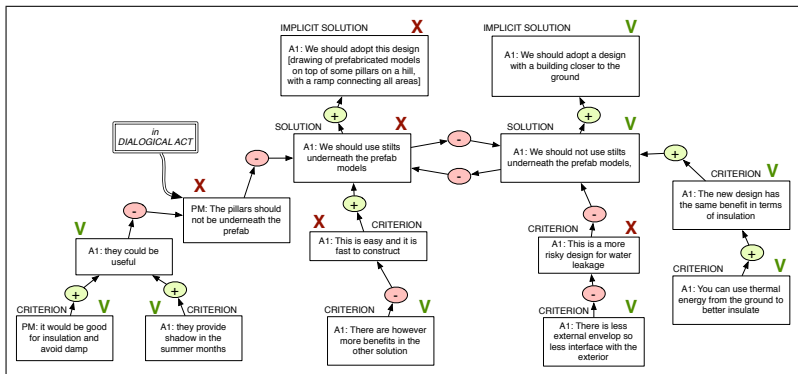 IMPLICIT SOLUTION
X
A1: We should adopt this design
[drawing of prefabricated models
on top of some pillars on a hill,
with a ramp connecting all areas]
IMPLICIT SOLUTION
V
A1: We should adopt a design
with a building closer to the
ground
+
+
in
DIALOGICAL ACT
SOLUTION
X
A1: We should use stilts
underneath the prefab
models
-
-
-
SOLUTION
V
A1: We should not use stilts
underneath the prefab models,
+
X
PM: The pillars should
not be underneath the
prefab
-
V
A1: they could be
useful
+
+
CRITERION
V
PM: it would be good
for insulation and
avoid damp
V
CRITERION
A1: they provide
shadow in the
summer months
+
X
CRITERION
A1: This is easy and it is
fast to construct
-
CRITERION
V
A1: There are however
more benefits in the
other solution
-
CRITERION
X
A1: This is a more
risky design for water
leakage
-
CRITERION
V
A1: There is less
external envelop so
less interface with the
exterior
CRITERION
V
A1: The new design has
the same benefit in terms
of insulation
+
CRITERION
V
A1: You can use thermal
energy from the ground to
better insulate